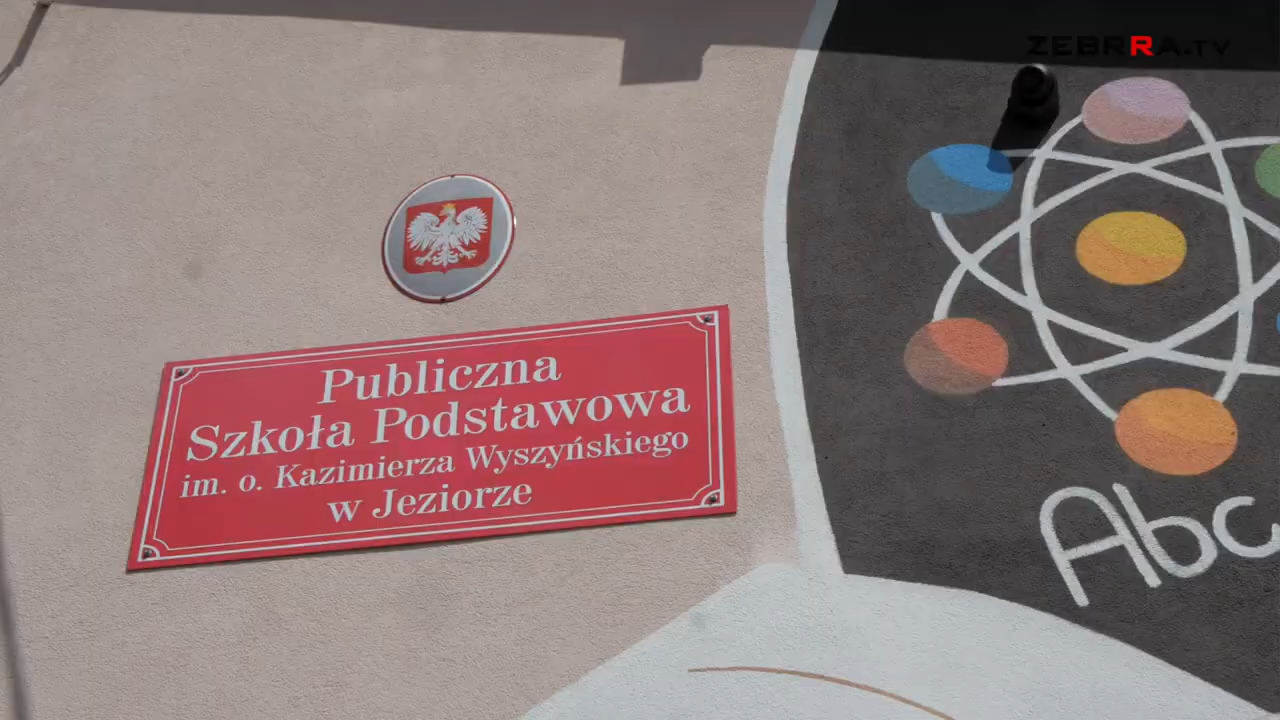 ZEBRRA.TV
Publiczna
Szkoła Podstawowa
im. o. Kazimierza Wyszyńskiego
w Jeziorze
Abc